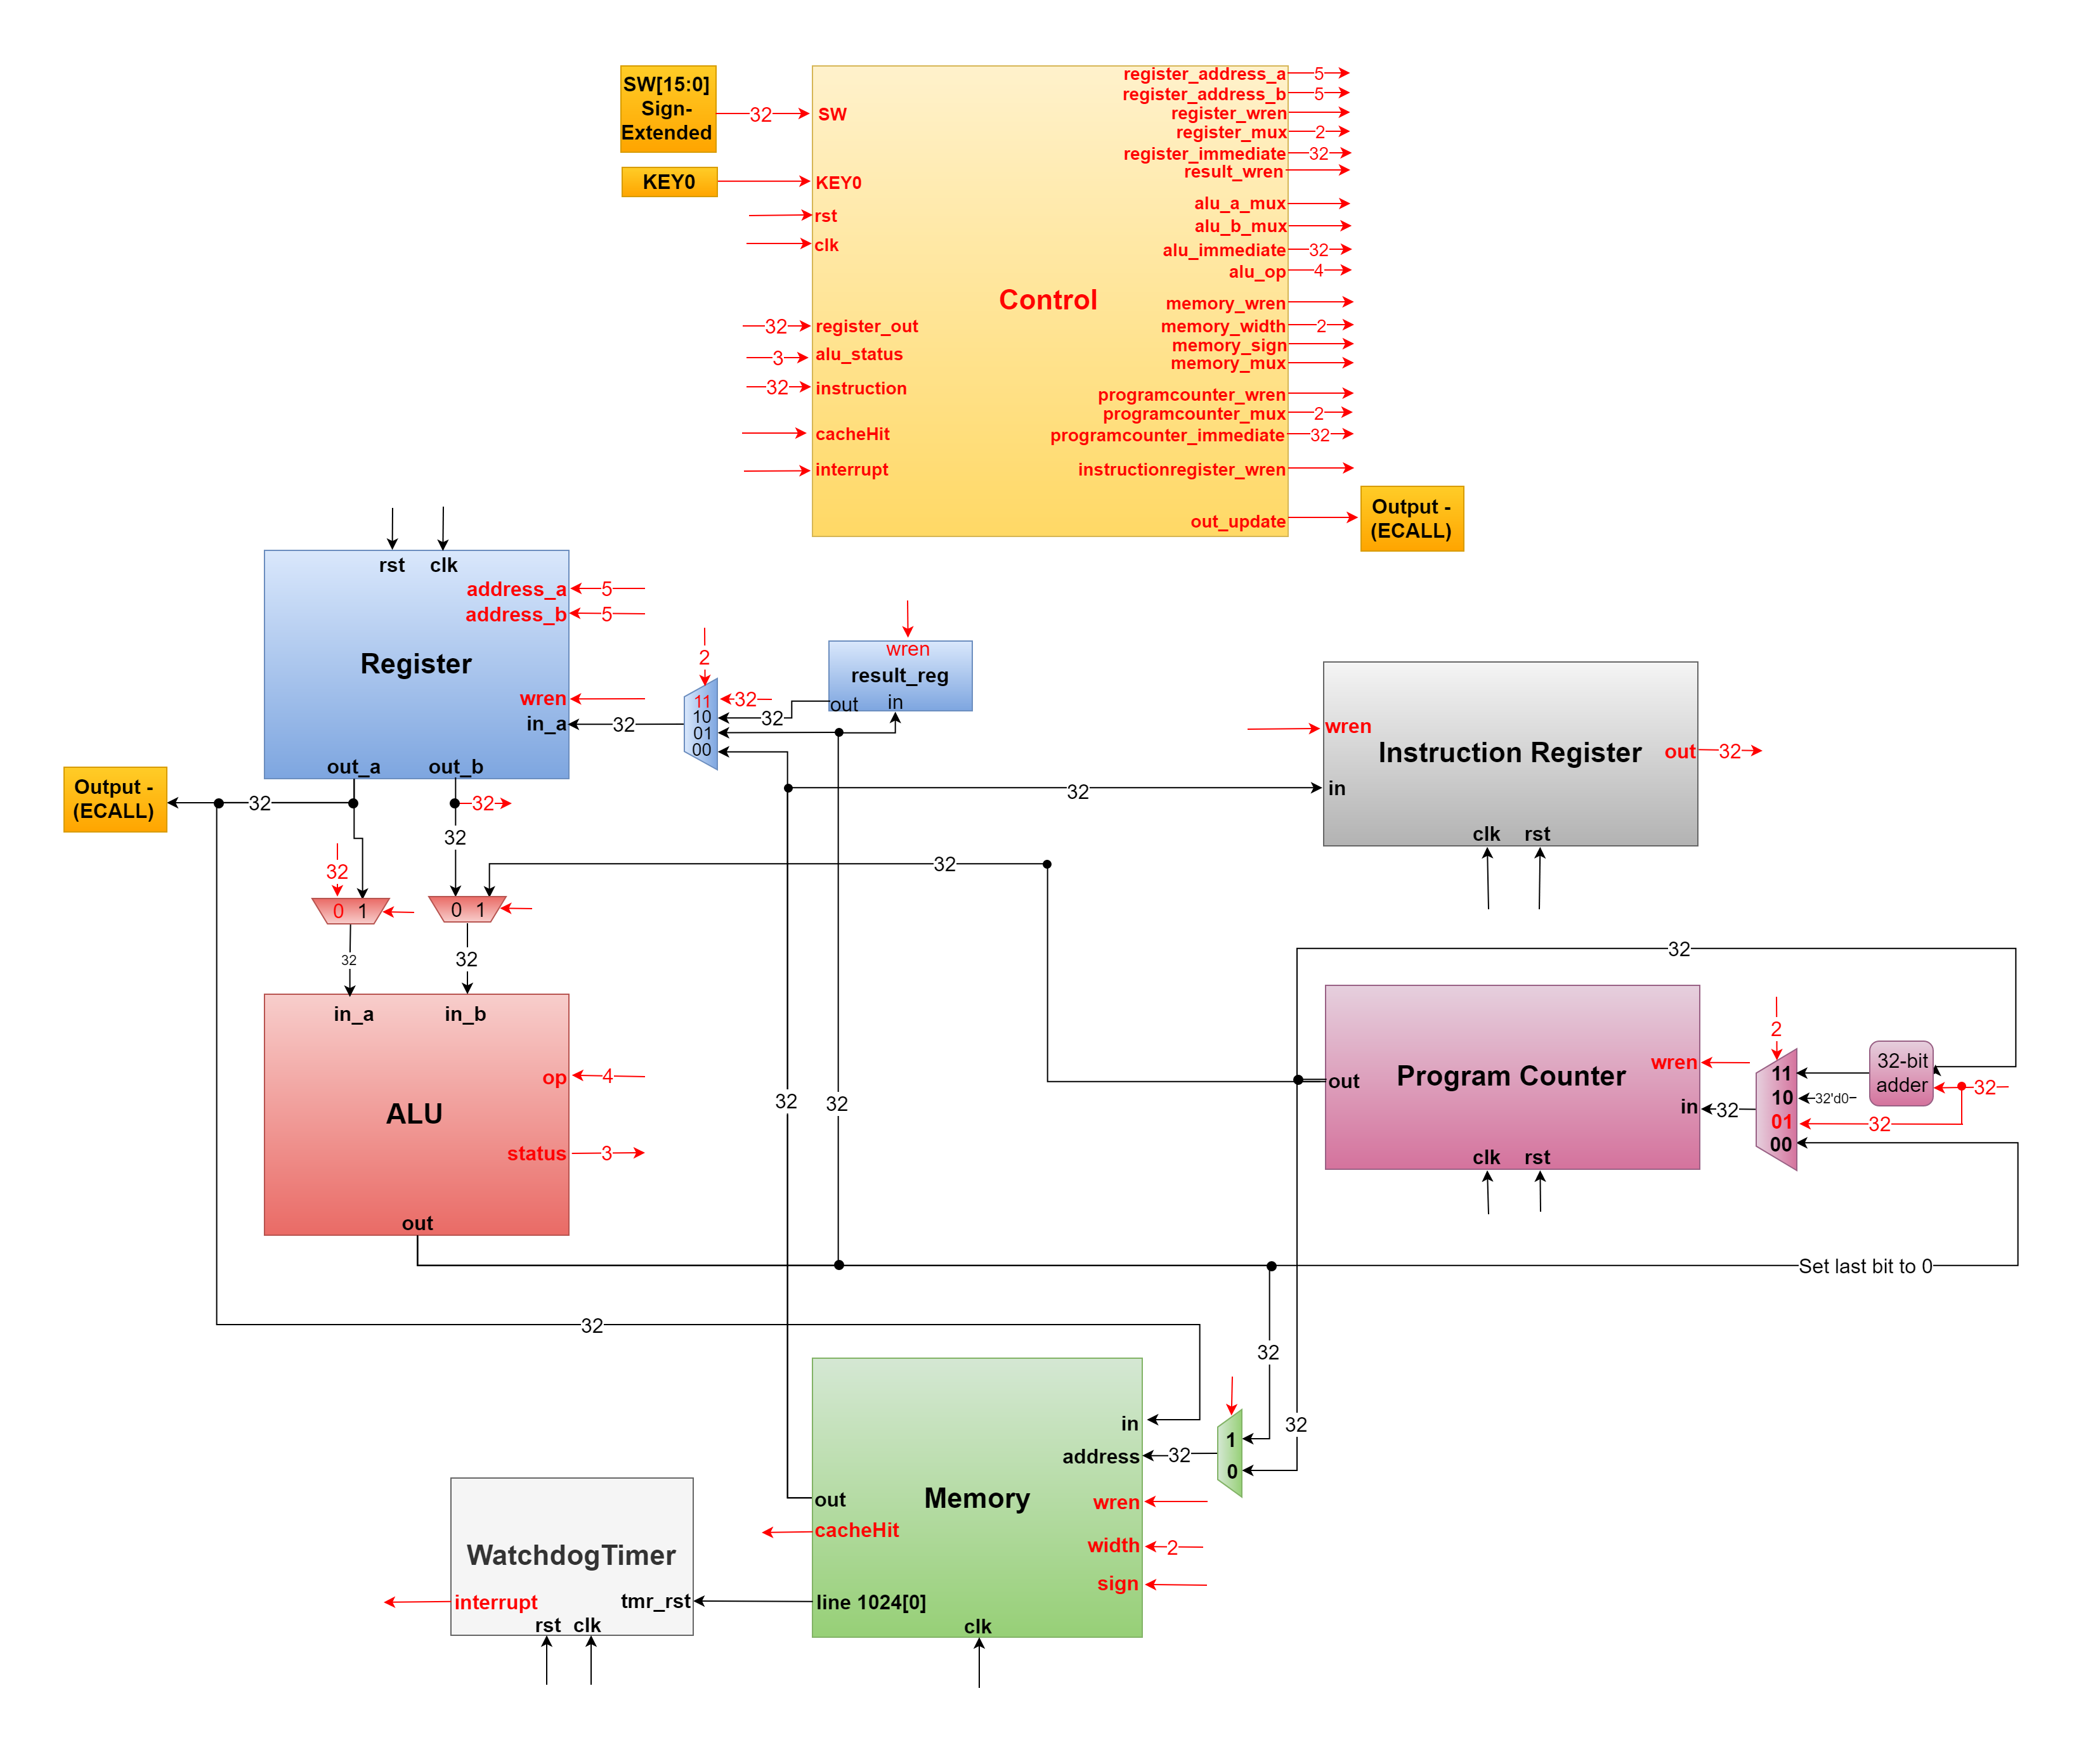 SW[15:0]
Sign-
Extended
32
SW
KEY0
KEY0
rst
clk
32
register_out
3
alu_status
32
instruction
cacheHit
interrupt
Control
register_address_a
5
register_address_b
5
register_wren
register_mux
2
register_immediate
32
result_wren
alu_a_mux
alu_b_mux
alu_immediate
32
alu_op
4
memory_wren
memory_width
2
memory_sign
memory_mux
programcounter_wren
programcounter_mux
2
programcounter_immediate
32
instructionregister_wren
out_update
Output -
(ECALL)
rst
clk
address_a
5
address_b
5
Register
wren
in_a
32
out_a
out_b
2
11
10
01
00
32
32
wren
result_reg
out
in
Output -
(ECALL)
32
32
32
32
0 1
0 1
32
32
32
32
wren
Instruction Register
out
32
in
clk
rst
in_a
in_b
op
4
ALU
status
3
out
32
32
32
Program Counter
wren
out
in
32
clk
rst
2
11
10
01
00
32'd0
32-bit
adder
32
32
Set last bit to 0
32
32
32
in
address
32
1
0
Memory
out
wren
cacheHit
width
2
sign
line 1024[0]
clk
WatchdogTimer
interrupt
tmr_rst
rst
clk